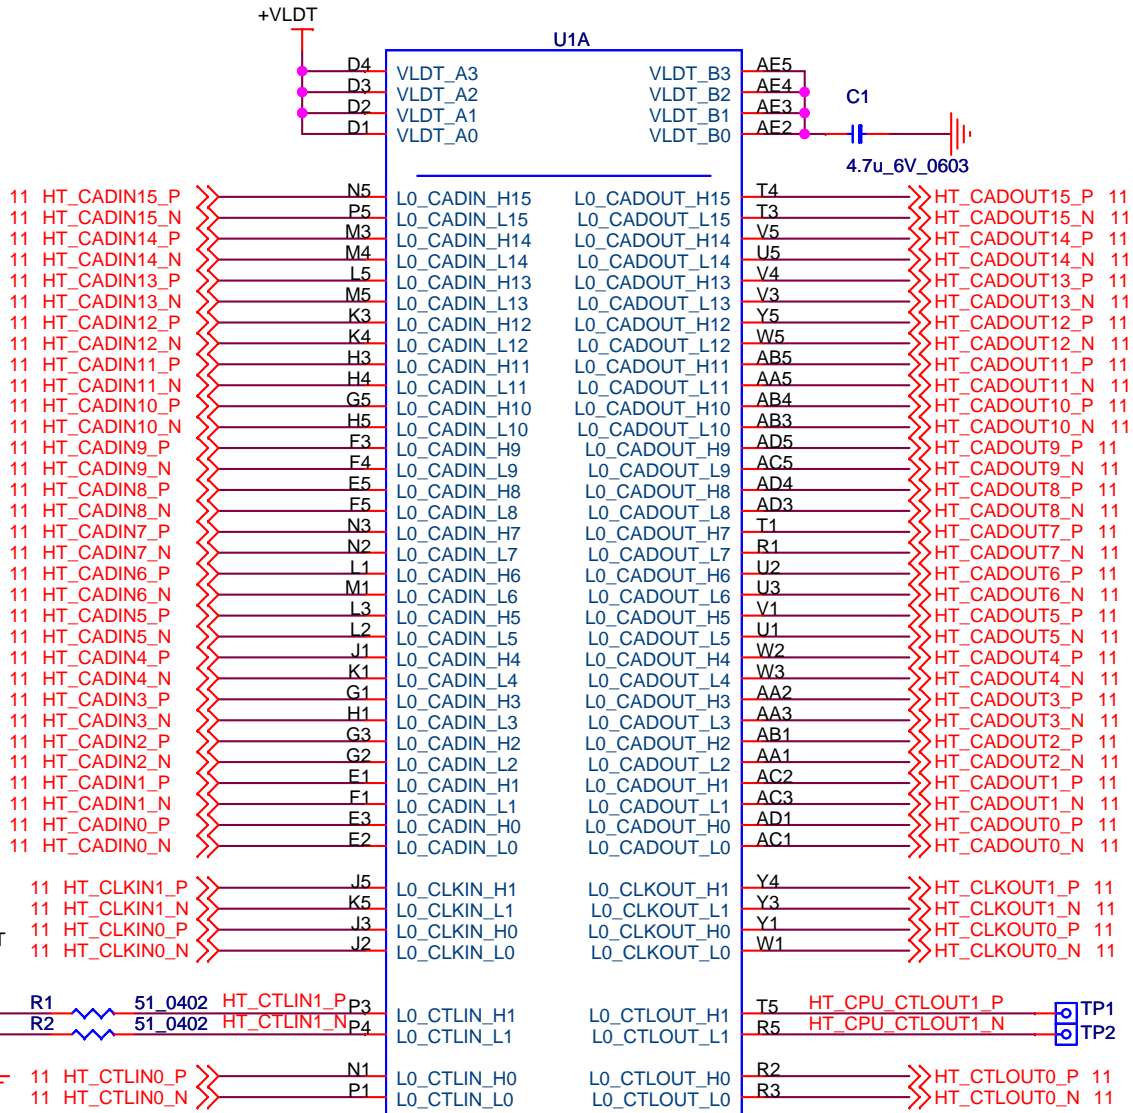 +VLDT
U1A
D4 VLDT_A3 VLDT_B3 AE5
D3 VLDT_A2 VLDT_B2 AE4
D2 VLDT_A1 VLDT_B1 AE3
D1 VLDT_A0 VLDT_B0 AE2
C1
4.7u_6V_0603
11 HT_CADIN15_P N5 L0_CADIN_H15 L0_CADOUT_H15 T4 HT_CADOUT15_P 11
11 HT_CADIN15_N P5 L0_CADIN_L15 L0_CADOUT_L15 T3 HT_CADOUT15_N 11
11 HT_CADIN14_P M3 L0_CADIN_H14 L0_CADOUT_H14 V5 HT_CADOUT14_P 11
11 HT_CADIN14_N M4 L0_CADIN_L14 L0_CADOUT_L14 U5 HT_CADOUT14_N 11
11 HT_CADIN13_P L5 L0_CADIN_H13 L0_CADOUT_H13 V4 HT_CADOUT13_P 11
11 HT_CADIN13_N M5 L0_CADIN_L13 L0_CADOUT_L13 V3 HT_CADOUT13_N 11
11 HT_CADIN12_P K3 L0_CADIN_H12 L0_CADOUT_H12 Y5 HT_CADOUT12_P 11
11 HT_CADIN12_N K4 L0_CADIN_L12 L0_CADOUT_L12 W5 HT_CADOUT12_N 11
11 HT_CADIN11_P H3 L0_CADIN_H11 L0_CADOUT_H11 AB5 HT_CADOUT11_P 11
11 HT_CADIN11_N H4 L0_CADIN_L11 L0_CADOUT_L11 AA5 HT_CADOUT11_N 11
11 HT_CADIN10_P G5 L0_CADIN_H10 L0_CADOUT_H10 AB4 HT_CADOUT10_P 11
11 HT_CADIN10_N H5 L0_CADIN_L10 L0_CADOUT_L10 AB3 HT_CADOUT10_N 11
11 HT_CADIN9_P F3 L0_CADIN_H9 L0_CADOUT_H9 AD5 HT_CADOUT9_P 11
11 HT_CADIN9_N F4 L0_CADIN_L9 L0_CADOUT_L9 AC5 HT_CADOUT9_N 11
11 HT_CADIN8_P E5 L0_CADIN_H8 L0_CADOUT_H8 AD4 HT_CADOUT8_P 11
11 HT_CADIN8_N F5 L0_CADIN_L8 L0_CADOUT_L8 AD3 HT_CADOUT8_N 11
11 HT_CADIN7_P N3 L0_CADIN_H7 L0_CADOUT_H7 T1 HT_CADOUT7_P 11
11 HT_CADIN7_N N2 L0_CADIN_L7 L0_CADOUT_L7 R1 HT_CADOUT7_N 11
11 HT_CADIN6_P L1 L0_CADIN_H6 L0_CADOUT_H6 U2 HT_CADOUT6_P 11
11 HT_CADIN6_N M1 L0_CADIN_L6 L0_CADOUT_L6 U3 HT_CADOUT6_N 11
11 HT_CADIN5_P L3 L0_CADIN_H5 L0_CADOUT_H5 V1 HT_CADOUT5_P 11
11 HT_CADIN5_N L2 L0_CADIN_L5 L0_CADOUT_L5 U1 HT_CADOUT5_N 11
11 HT_CADIN4_P J1 L0_CADIN_H4 L0_CADOUT_H4 W2 HT_CADOUT4_P 11
11 HT_CADIN4_N K1 L0_CADIN_L4 L0_CADOUT_L4 W3 HT_CADOUT4_N 11
11 HT_CADIN3_P G1 L0_CADIN_H3 L0_CADOUT_H3 AA2 HT_CADOUT3_P 11
11 HT_CADIN3_N H1 L0_CADIN_L3 L0_CADOUT_L3 AA3 HT_CADOUT3_N 11
11 HT_CADIN2_P G3 L0_CADIN_H2 L0_CADOUT_H2 AB1 HT_CADOUT2_P 11
11 HT_CADIN2_N G2 L0_CADIN_L2 L0_CADOUT_L2 AA1 HT_CADOUT2_N 11
11 HT_CADIN1_P E1 L0_CADIN_H1 L0_CADOUT_H1 AC2 HT_CADOUT1_P 11
11 HT_CADIN1_N F1 L0_CADIN_L1 L0_CADOUT_L1 AC3 HT_CADOUT1_N 11
11 HT_CADIN0_P E3 L0_CADIN_H0 L0_CADOUT_H0 AD1 HT_CADOUT0_P 11
11 HT_CADIN0_N E2 L0_CADIN_L0 L0_CADOUT_L0 AC1 HT_CADOUT0_N 11
11 HT_CLKIN1_P J5 L0_CLKIN_H1 L0_CLKOUT_H1 Y4 HT_CLKOUT1_P 11
11 HT_CLKIN1_N K5 L0_CLKIN_L1 L0_CLKOUT_L1 Y3 HT_CLKOUT1_N 11
11 HT_CLKIN0_P J3 L0_CLKIN_H0 L0_CLKOUT_H0 Y1 HT_CLKOUT0_P 11
11 HT_CLKIN0_N J2 L0_CLKIN_L0 L0_CLKOUT_L0 W1 HT_CLKOUT0_N 11
R1 51_0402 HT_CTLIN1_P P3 L0_CTLIN_H1 L0_CTLOUT_H1 T5 HT_CPU_CTLOUT1_P TP1
R2 51_0402 HT_CTLIN1_N P4 L0_CTLIN_L1 L0_CTLOUT_L1 R5 HT_CPU_CTLOUT1_N TP2
11 HT_CTLIN0_P N1 L0_CTLIN_H0 L0_CTLOUT_H0 R2 HT_CTLOUT0_P 11
11 HT_CTLIN0_N P1 L0_CTLIN_L0 L0_CTLOUT_L0 R3 HT_CTLOUT0_N 11